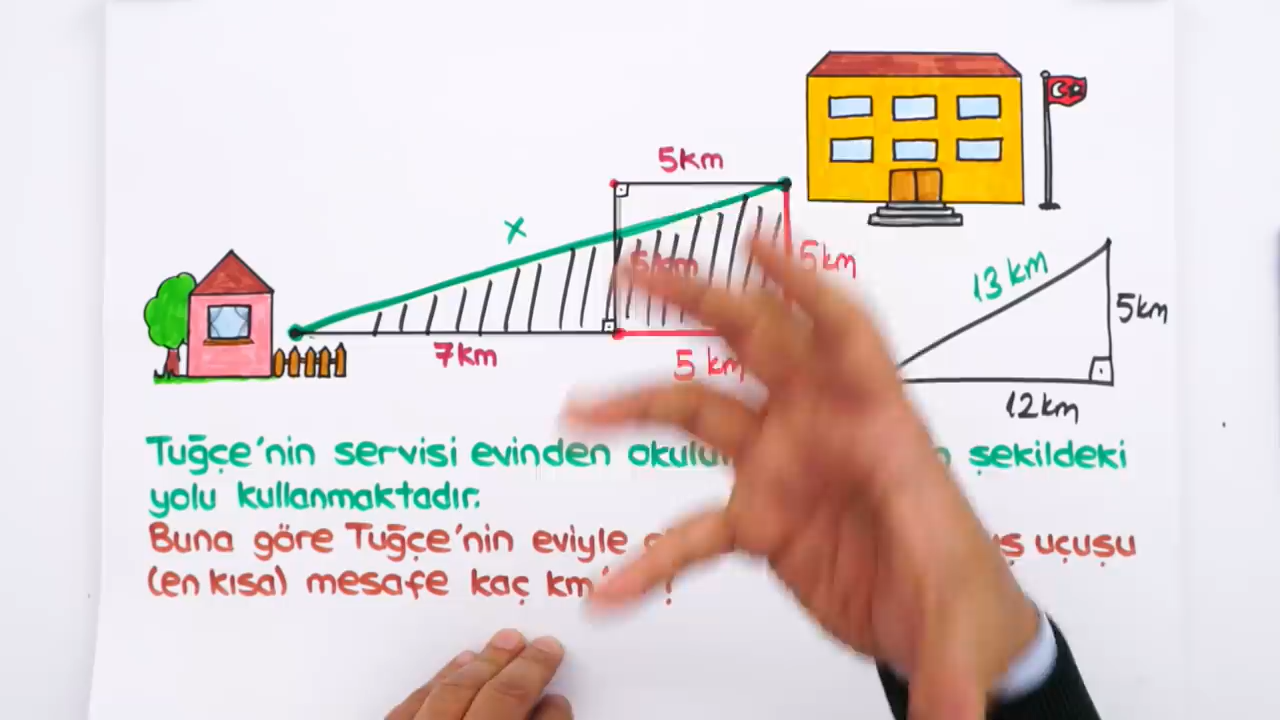 5km
x
5km
5km
13 km
5km
7km
5 km
12km
Tuğçe'nin servisi evinden şekildeki
yolu kullanmaktadır.
Buna göre Tuğçe'nin eviyle uçuşu
(en kısa) mesafe kaç km